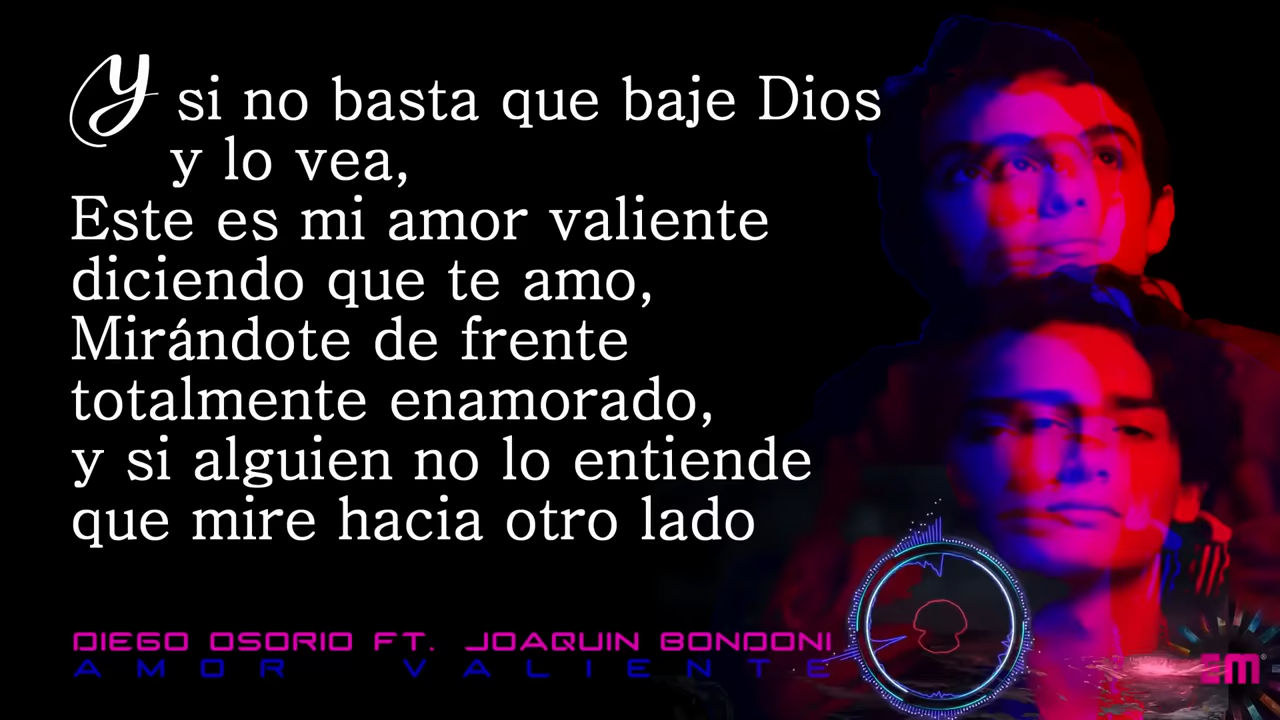 Y si no basta que baje Dios
y lo vea,
Este es mi amor valiente
diciendo que te amo,
Mirándote de frente
totalmente enamorado,
y si alguien no lo entiende
que mire hacia otro lado
DIEGO OSORIO FT. JOAQUIN BONDONI
AMOR VALIENTE